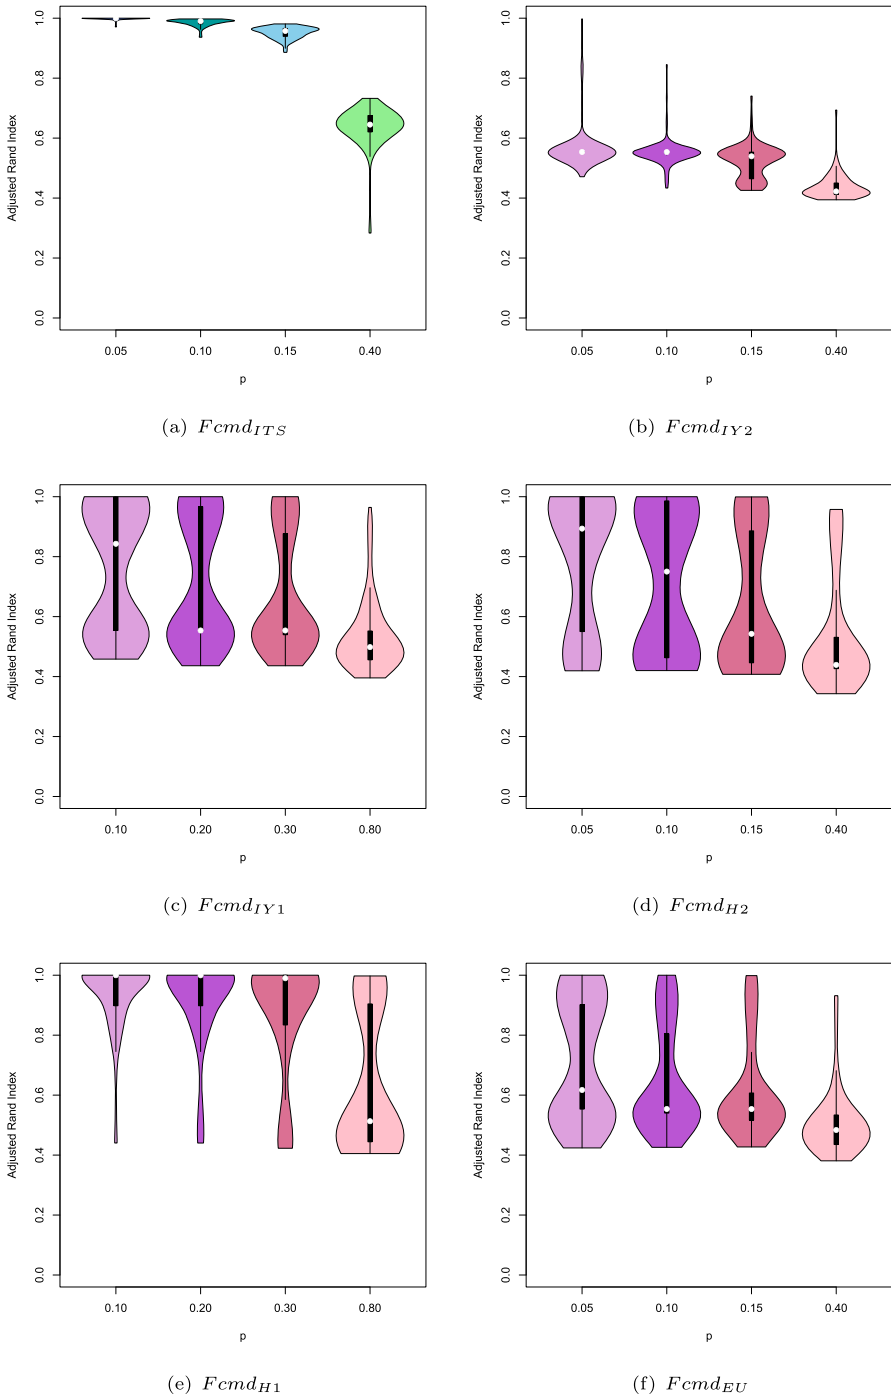 Adjusted Rand Index
1.0
0.8
0.6
0.4
0.2
0.0
0.05 0.10 0.15 0.40
p
(a) Fcmd_ITS
Adjusted Rand Index
1.0
0.8
0.6
0.4
0.2
0.0
0.05 0.10 0.15 0.40
p
(b) Fcmd_IY2
Adjusted Rand Index
1.0
0.8
0.6
0.4
0.2
0.0
0.10 0.20 0.30 0.80
p
(c) Fcmd_IY1
Adjusted Rand Index
1.0
0.8
0.6
0.4
0.2
0.0
0.05 0.10 0.15 0.40
p
(d) Fcmd_H2
Adjusted Rand Index
1.0
0.8
0.6
0.4
0.2
0.0
0.10 0.20 0.30 0.80
p
(e) Fcmd_H1
Adjusted Rand Index
1.0
0.8
0.6
0.4
0.2
0.0
0.05 0.10 0.15 0.40
p
(f) Fcmd_EU